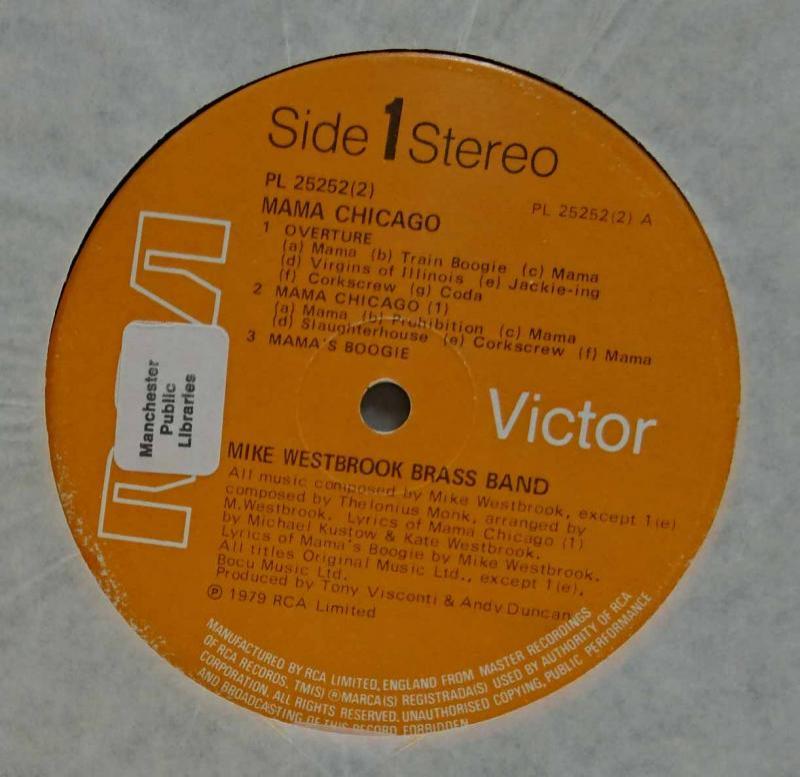 Side 1 Stereo
PL 25252(2)
PL 25252(2) A
MAMA CHICAGO
1 OVERTURE
(a) Mama (b) Train Boogie (c) Mama
(d) Virgins of Illinois (e) Jackie-ing
(f) Corkscrew (g) Coda
2 MAMA CHICAGO (1)
(a) Mama (b) Prohibition (c) Mama
(d) Slaughterhouse (e) Corkscrew (f) Mama
3 MAMA'S BOOGIE
Manchester
Public
Libraries
Victor
MIKE WESTBROOK BRASS BAND
All music composed by Mike Westbrook, except 1(e)
composed by Thelonius Monk, arranged by
M.Westbrook. Lyrics of Mama Chicago (1)
by Michael Kustow & Kate Westbrook.
Lyrics of Mama's Boogie by Mike Westbrook.
All titles Original Music Ltd., except 1(e),
Bocu Music Ltd.
Produced by Tony Visconti & Andy Duncan
℗ 1979 RCA Limited
MANUFACTURED BY RCA LIMITED, ENGLAND FROM MASTER RECORDINGS
OF RCA RECORDS, TM(S) ® MARCA(S) REGISTRADA(S) USED BY AUTHORITY OF RCA
CORPORATION. ALL RIGHTS RESERVED. UNAUTHORISED COPYING, PUBLIC PERFORMANCE
AND BROADCASTING OF THIS RECORD FORBIDDEN